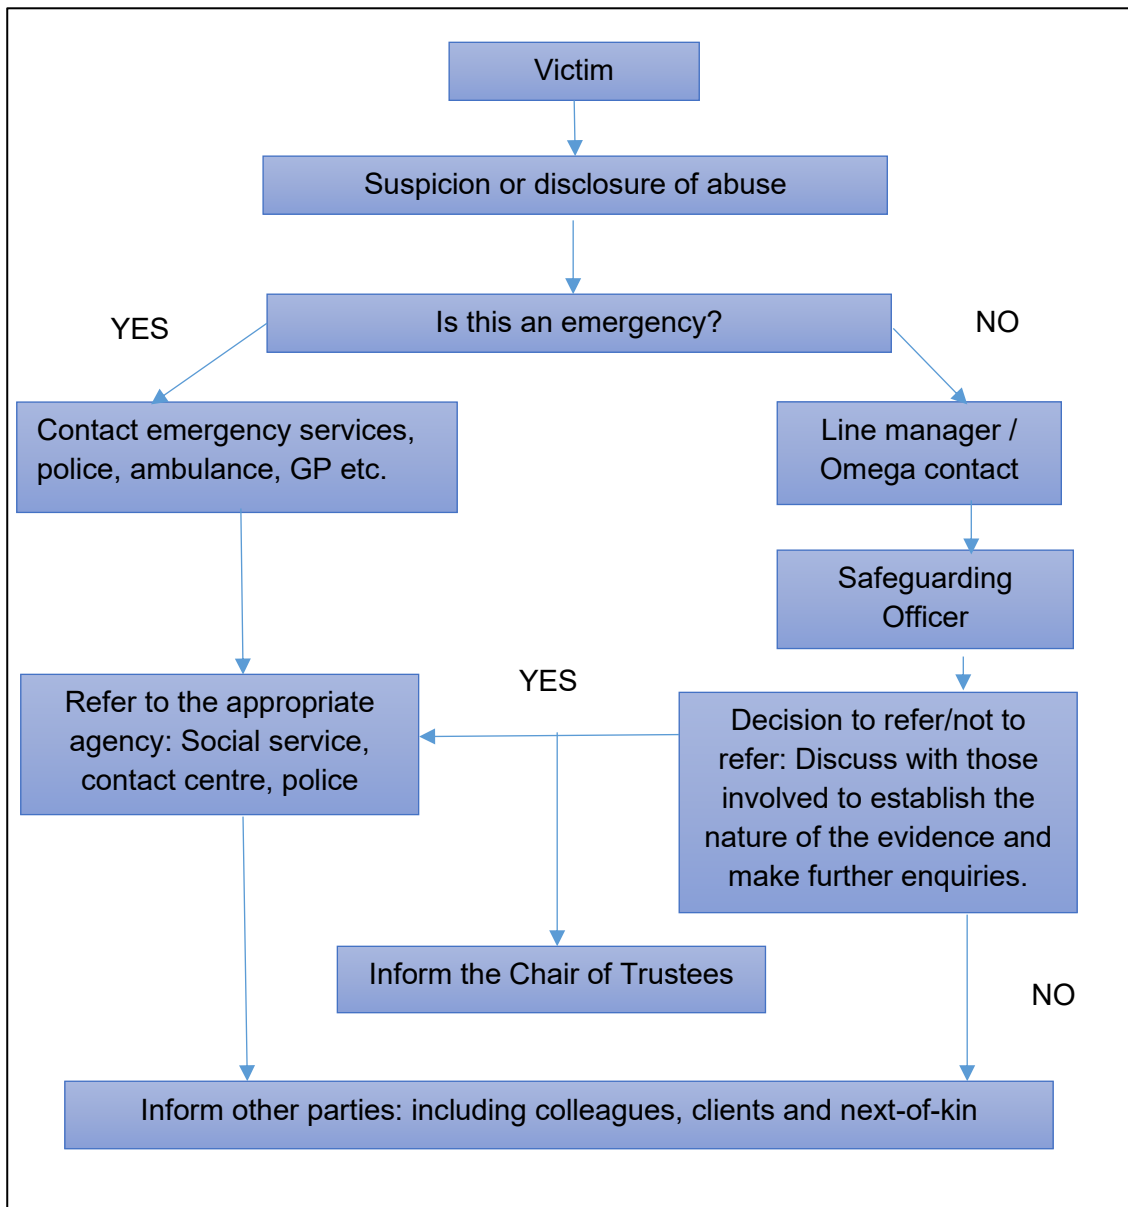 Victim
Suspicion or disclosure of abuse
Is this an emergency?
YES
NO
Contact emergency services,
police, ambulance, GP etc.
Line manager /
Omega contact
Safeguarding
Officer
YES
Refer to the appropriate
agency: Social service,
contact centre, police
Decision to refer/not to
refer: Discuss with those
involved to establish the
nature of the evidence and
make further enquiries.
Inform the Chair of Trustees
NO
Inform other parties: including colleagues, clients and next-of-kin